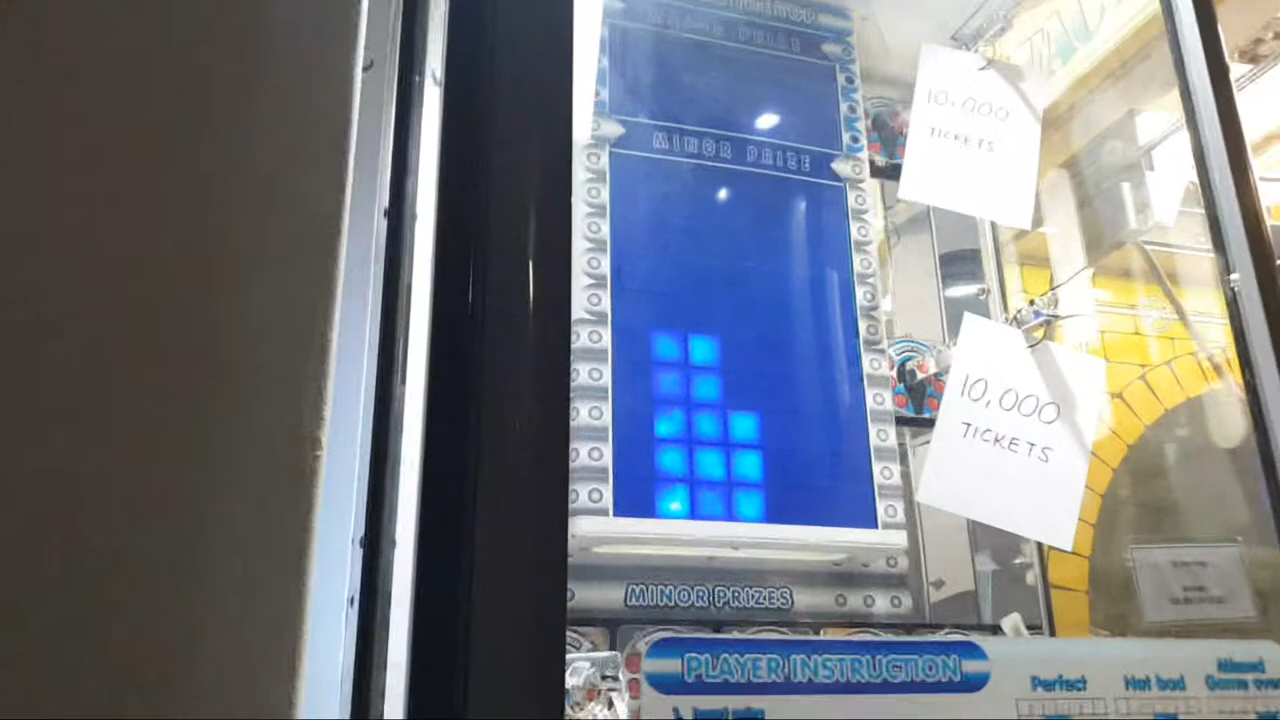 MINOR PRIZE
10,000
TICKETS
10,000
TICKETS
MINOR PRIZES
PLAYER INSTRUCTION
Perfect
Not bad
Missed
Game over